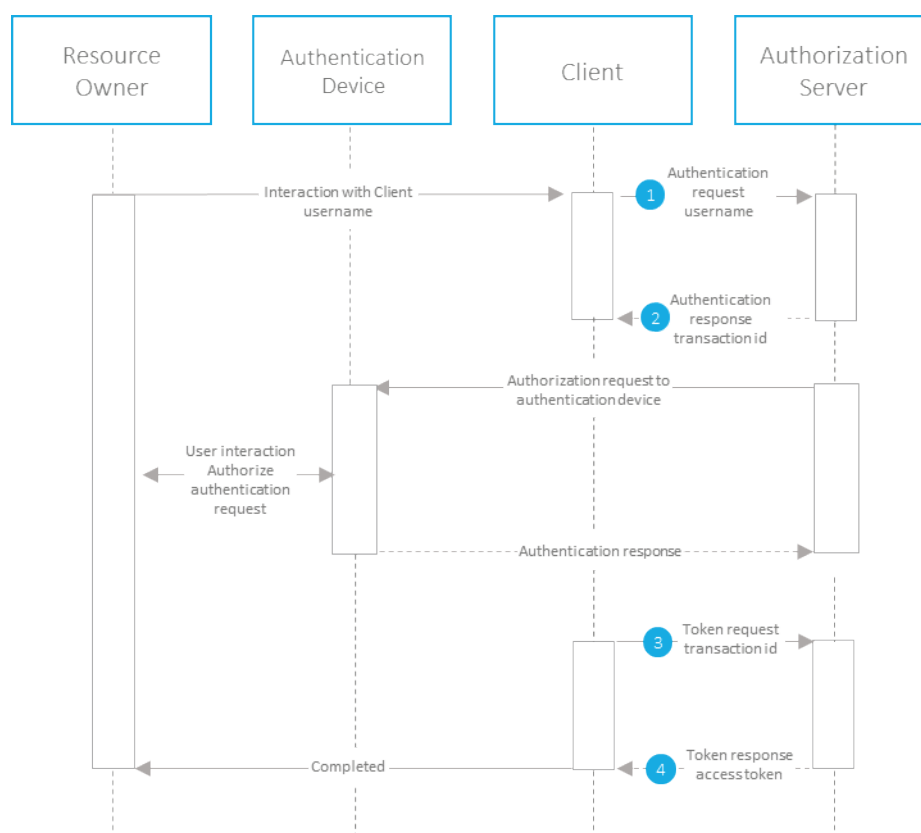 Resource
Owner
Authentication
Device
Client
Authorization
Server
Interaction with Client
username
1
Authentication
request
username
2
Authentication
response
transaction id
Authorization request to
authentication device
User interaction
Authorize
authentication
request
Authentication response
3
Token request
transaction id
Completed
4
Token response
access token